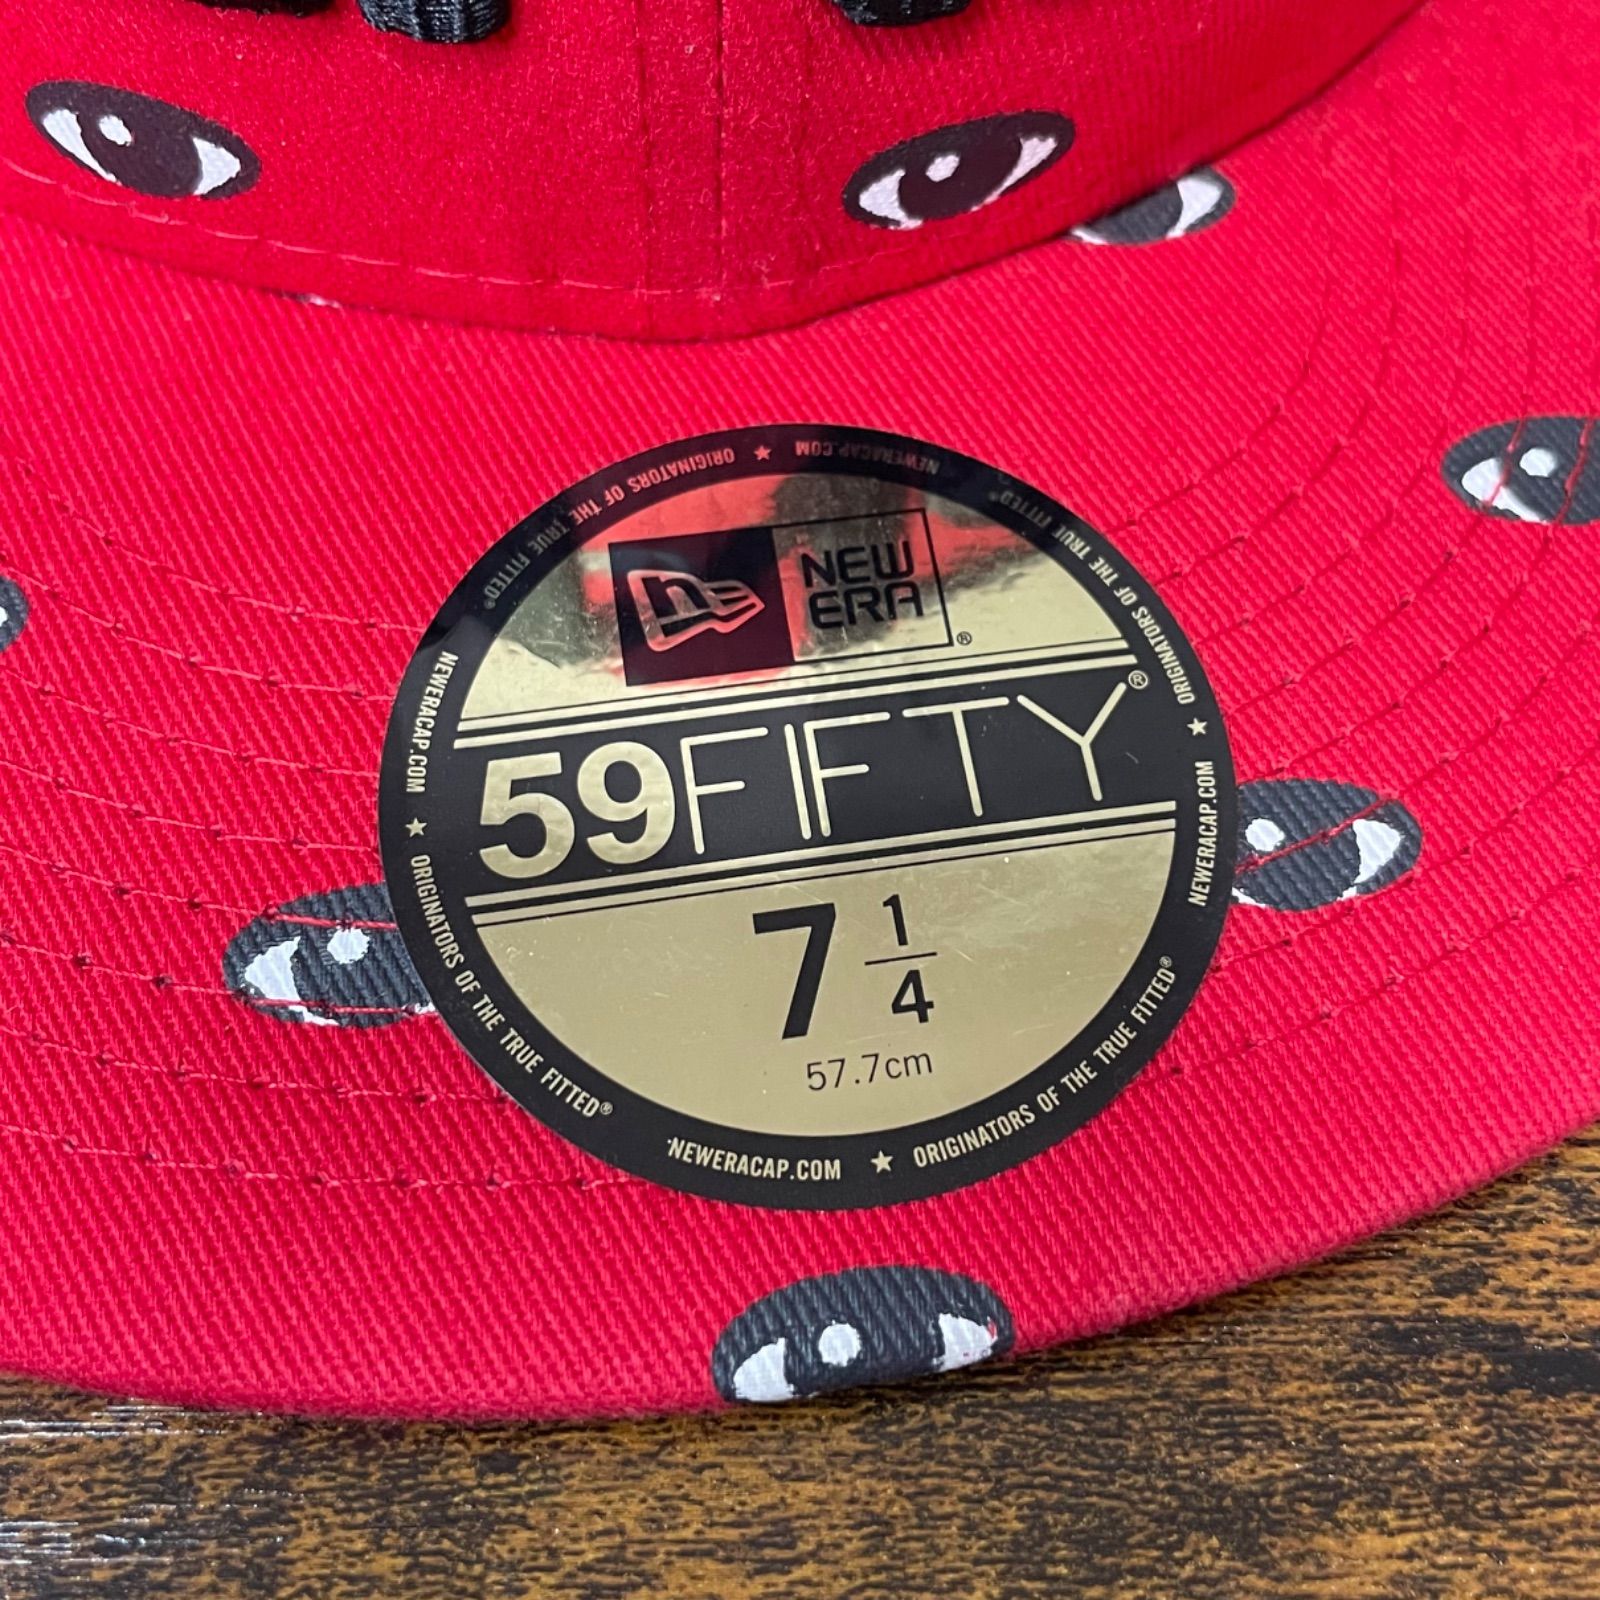 NEW
ERA
®
59FIFTY®
7 1/4
57.7cm
NEWERACAP.COM ★ ORIGINATORS OF THE TRUE FITTED®
NEWERACAP.COM ★ ORIGINATORS OF THE TRUE FITTED®
NEWERACAP.COM ★ ORIGINATORS OF THE TRUE FITTED®
NEWERACAP.COM ★ ORIGINATORS OF THE TRUE FITTED®